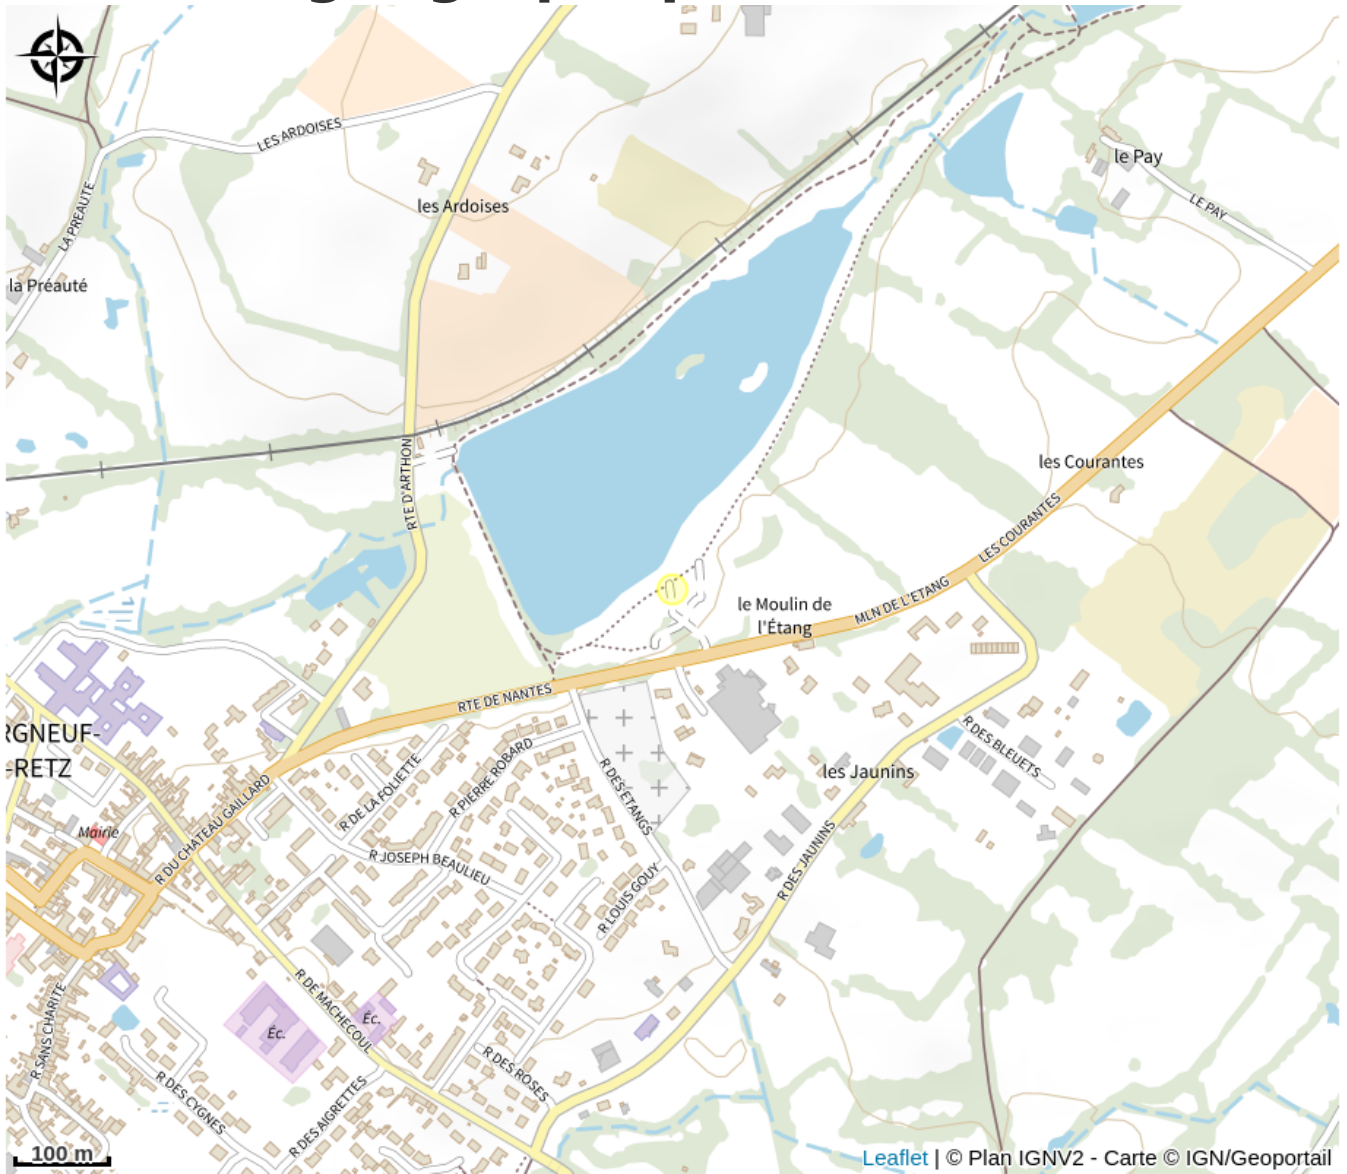 LES ARDOISES
le Pay
LE PAY
LA PREAUTE
les Ardoises
la Préauté
RTE D'ARTHON
les Courantes
LES COURANTES
MLN DE L'ETANG
le Moulin de
l'Étang
RTE DE NANTES
RGNEUF-
-RETZ
R DES BLEUETS
les Jaunins
R DE LA FOLIETTE
R PIERRE ROBARD
R DES ETANGS
R DU CHATEAU GAILLARD
Mairie
R JOSEPH BEAULIEU
R DES JAUNINS
R LOUIS GOUY
R DE MACHECOUL
Éc.
Éc.
R SANS CHARITE
R DES CYGNES
R DES AIGRETTES
R DES ROSES
100 m
Leaflet | © Plan IGNV2 - Carte © IGN/Geoportail